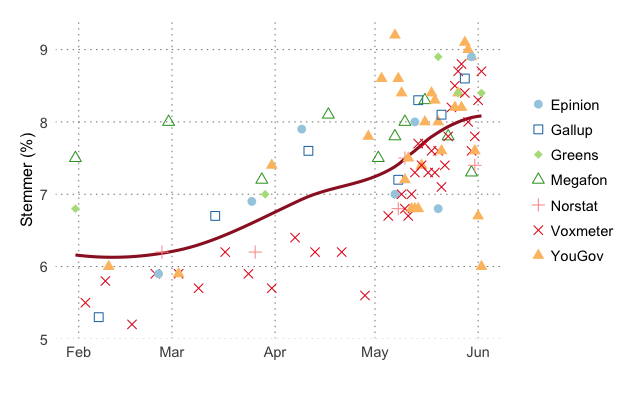 9
8
7
6
5
Stemmer (%)
Feb Mar Apr May Jun
Epinion
Gallup
Greens
Megafon
Norstat
Voxmeter
YouGov